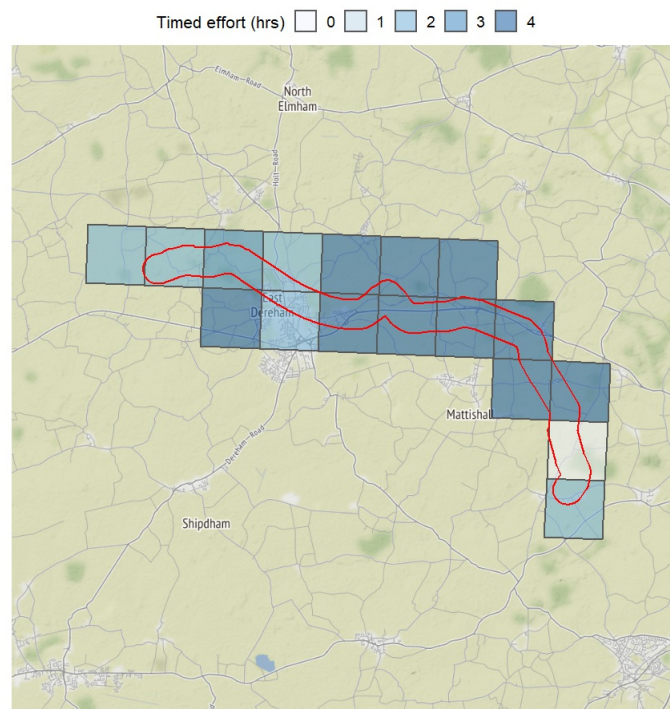 Timed effort (hrs) 0 1 2 3 4
Elmham—Road
North
Elmham
Holt—Road
East
Dereham
Mattishall
Dereham—Road
Shipdham